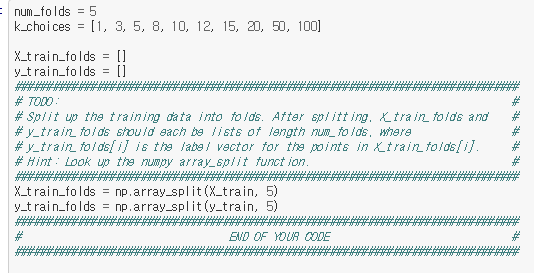 num_folds = 5
k_choices = [1, 3, 5, 8, 10, 12, 15, 20, 50, 100]
X_train_folds = []
y_train_folds = []
################################################################################
# TODO: #
# Split up the training data into folds. After splitting, X_train_folds and #
# y_train_folds should each be lists of length num_folds, where #
# y_train_folds[i] is the label vector for the points in X_train_folds[i]. #
# Hint: Look up the numpy array_split function. #
################################################################################
X_train_folds = np.array_split(X_train, 5)
y_train_folds = np.array_split(y_train, 5)
################################################################################
# END OF YOUR CODE #
################################################################################